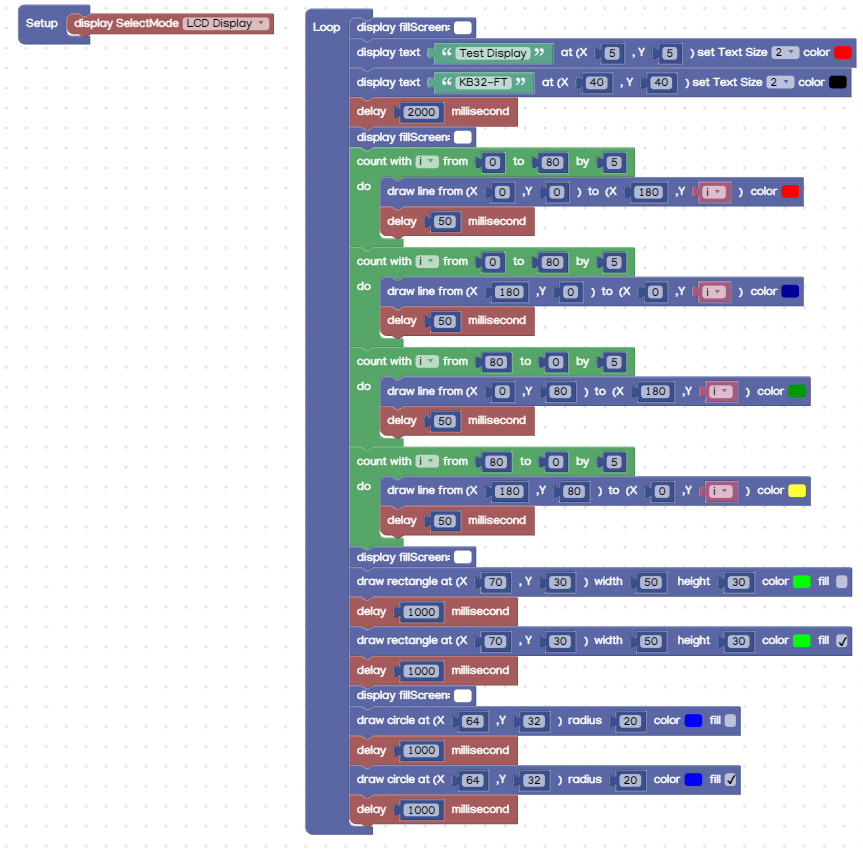 Setup display SelectMode LCD Display
Loop display fillScreen:
display text “ Test Display ” at (X 5 , Y 5 ) set Text Size 2 color
display text “ KB32-FT ” at (X 40 , Y 40 ) set Text Size 2 color
delay 2000 millisecond
display fillScreen:
count with i from 0 to 80 by 5
do draw line from (X 0 ,Y 0 ) to (X 180 ,Y i ) color
delay 50 millisecond
count with i from 0 to 80 by 5
do draw line from (X 180 ,Y 0 ) to (X 0 ,Y i ) color
delay 50 millisecond
count with i from 80 to 0 by 5
do draw line from (X 0 ,Y 80 ) to (X 180 ,Y i ) color
delay 50 millisecond
count with i from 80 to 0 by 5
do draw line from (X 180 ,Y 80 ) to (X 0 ,Y i ) color
delay 50 millisecond
display fillScreen:
draw rectangle at (X 70 , Y 30 ) width 50 height 30 color fill
delay 1000 millisecond
draw rectangle at (X 70 , Y 30 ) width 50 height 30 color fill
delay 1000 millisecond
display fillScreen:
draw circle at (X 64 ,Y 32 ) radius 20 color fill
delay 1000 millisecond
draw circle at (X 64 ,Y 32 ) radius 20 color fill
delay 1000 millisecond